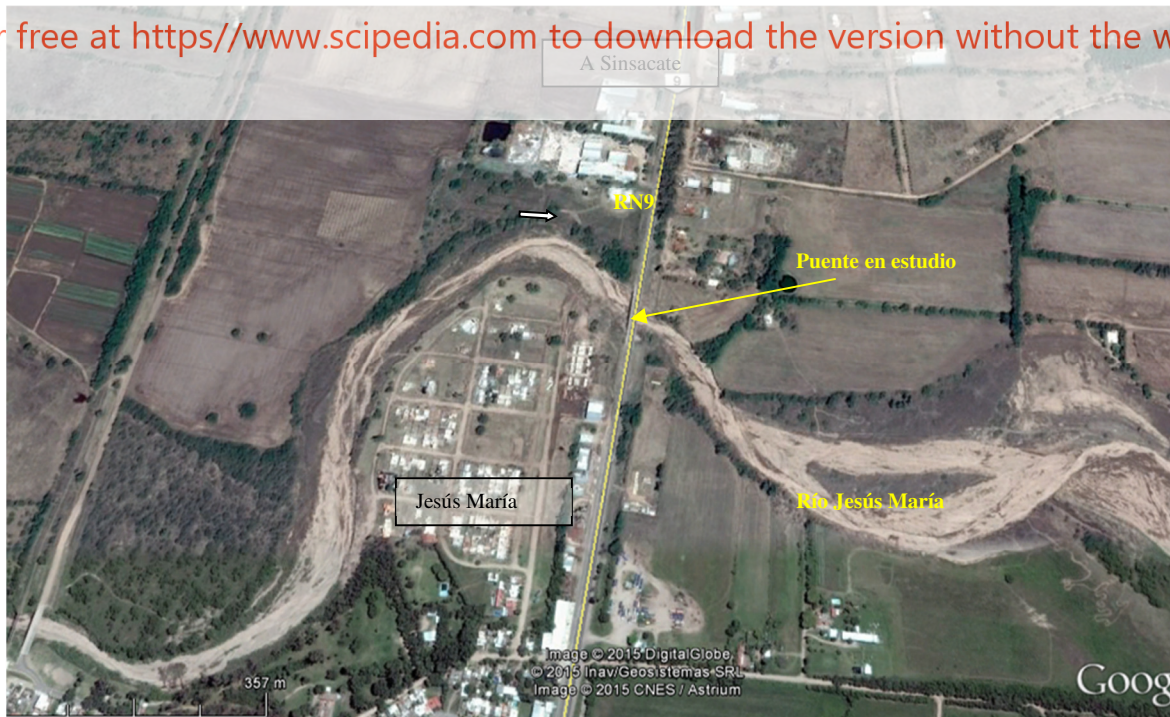 free at https//www.scipedia.com to download the version without the
A Sinsacate
RN9
Puente en estudio
Jesús María
Río Jesús María
Image © 2015 DigitalGlobe
© 2015 Inav/Geosistemas SRL
Image © 2015 CNES / Astrium
357 m
Goog